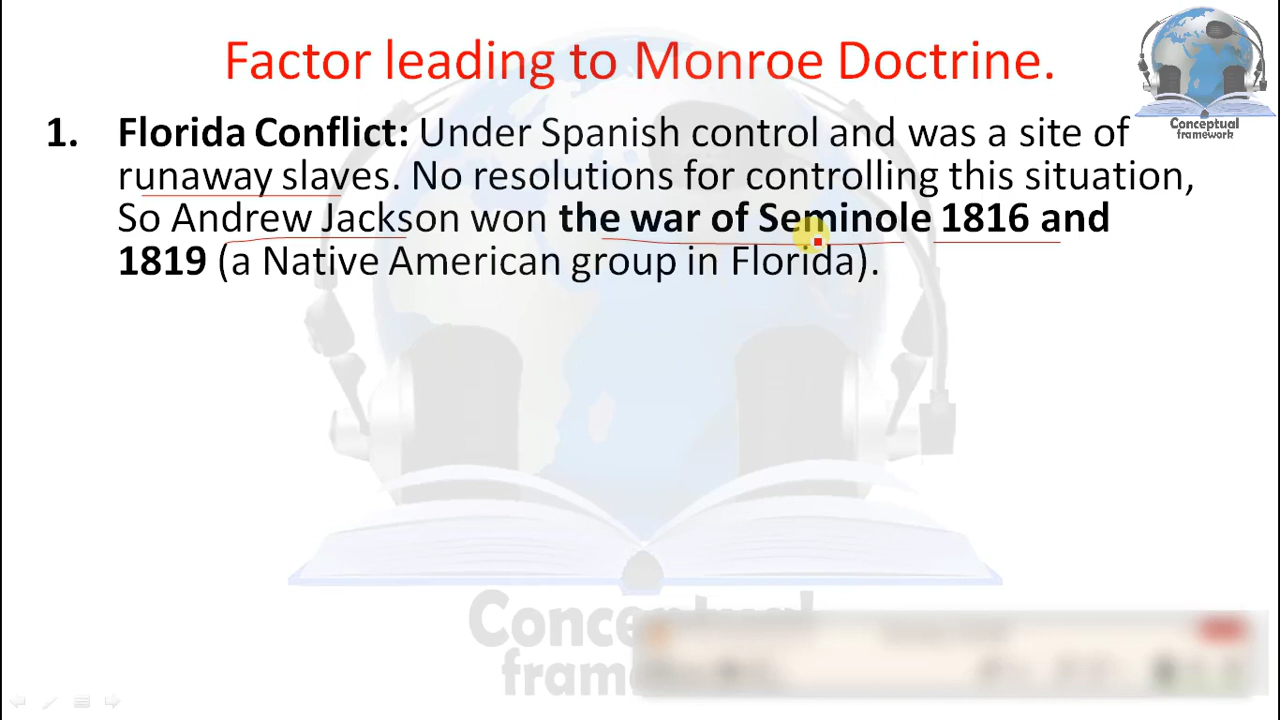 Factor leading to Monroe Doctrine.
Conceptual
framework
1. Florida Conflict: Under Spanish control and was a site of
runaway slaves. No resolutions for controlling this situation,
So Andrew Jackson won the war of Seminole 1816 and
1819 (a Native American group in Florida).